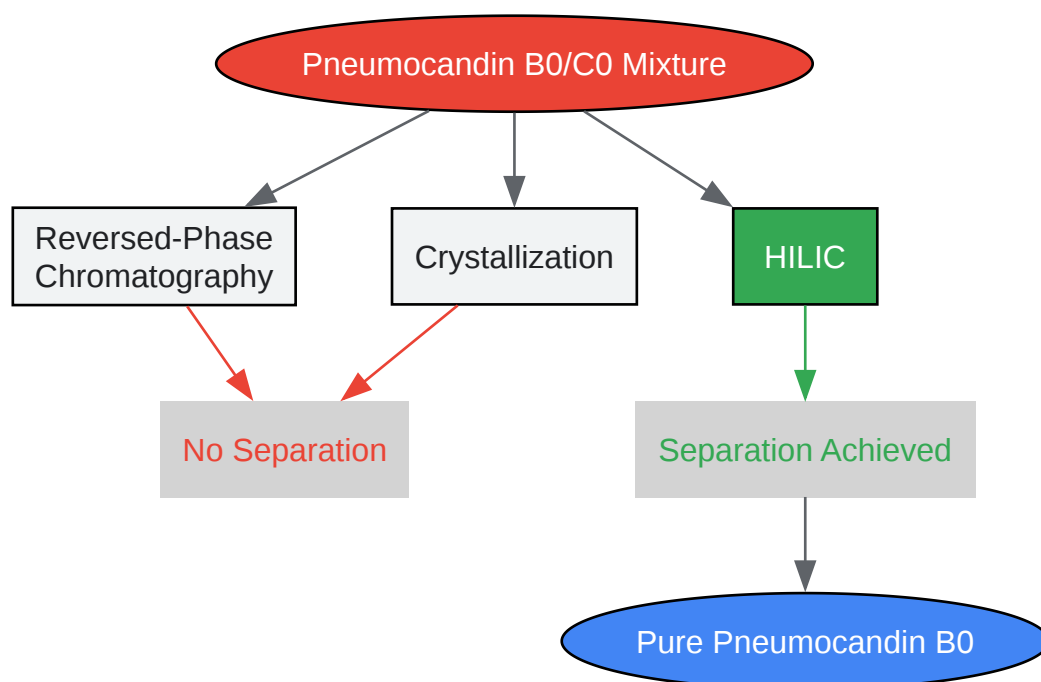 Pneumocandin B0/C0 Mixture
Reversed-Phase
Chromatography
Crystallization
HILIC
No Separation
Separation Achieved
Pure Pneumocandin B0